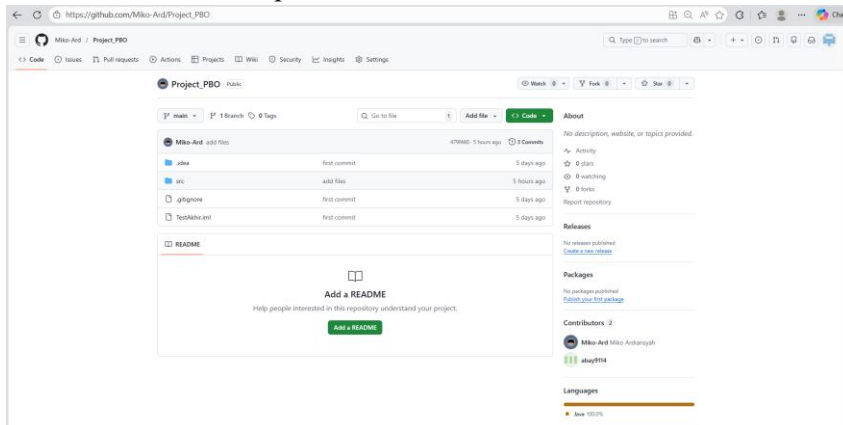 https://github.com/Miko-Ard/Project_PBO
Cha
Miko-Ard / Project_PBO
Type / to search
Code Issues Pull requests Actions Projects Wiki Security Insights Settings
Project_PBO Public
Watch 0 Fork 0 Star 0
main 1 Branch 0 Tags
Go to file
t
Add file
Code
Miko-Ard add files
5 hours ago 3 Commits
.idea first commit 5 days ago
src add files 5 hours ago
.gitignore first commit 5 days ago
TestAkhir.iml first commit 5 days ago
README
Add a README
Help people interested in this repository understand your project.
Add a README
About
No description, website, or topics provided.
Activity
0 stars
0 watching
0 forks
Report repository
Releases
No releases published
Create a new release
Packages
No packages published
Publish your first package
Contributors 2
Miko-Ard Miko Ardiansyah
abay9114
Languages
Java 100.0%